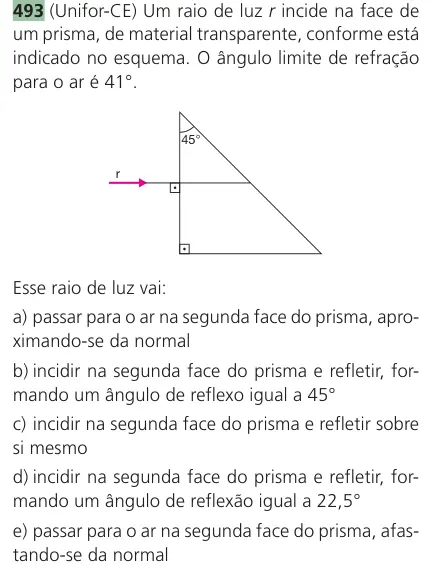 493 (Unifor-CE) Um raio de luz r incide na face de
um prisma, de material transparente, conforme está
indicado no esquema. O ângulo limite de refração
para o ar é 41°.
45°
r
Esse raio de luz vai:
a) passar para o ar na segunda face do prisma, apro-
ximando-se da normal
b) incidir na segunda face do prisma e refletir, for-
mando um ângulo de reflexo igual a 45°
c) incidir na segunda face do prisma e refletir sobre
si mesmo
d) incidir na segunda face do prisma e refletir, for-
mando um ângulo de reflexão igual a 22,5°
e) passar para o ar na segunda face do prisma, afas-
tando-se da normal